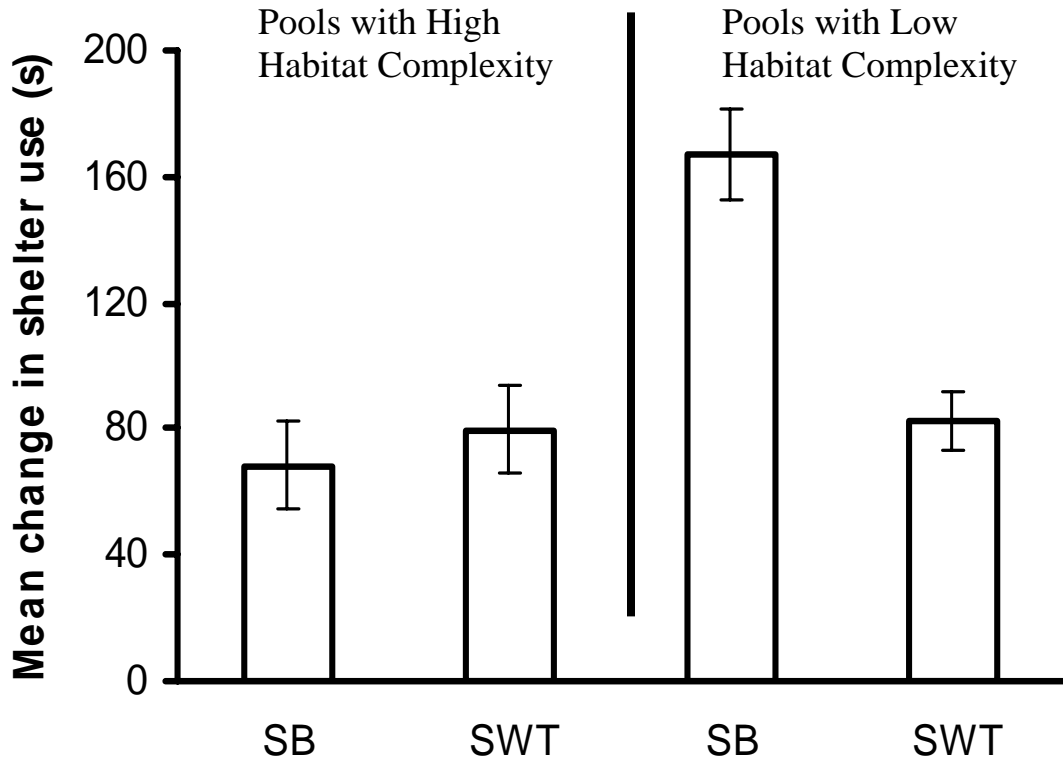 Pools with High
Habitat Complexity
Pools with Low
Habitat Complexity
Mean change in shelter use (s)
200
160
120
80
40
0
SB
SWT
SB
SWT